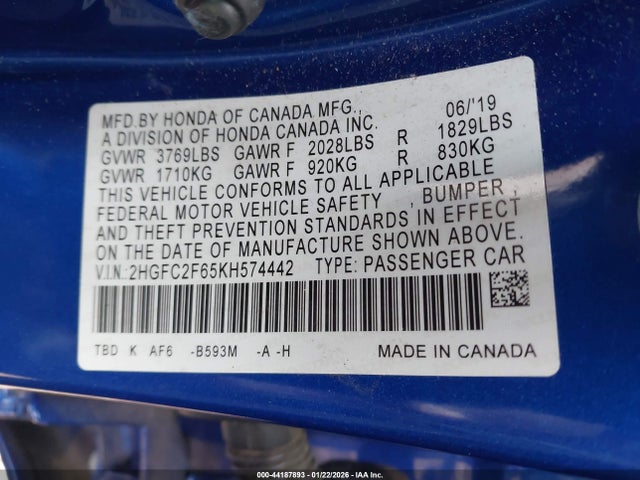 MFD.BY HONDA OF CANADA MFG., 06/'19
A DIVISION OF HONDA CANADA INC.
GVWR 3769LBS GAWR F 2028LBS R 1829LBS
GVWR 1710KG GAWR F 920KG R 830KG
THIS VEHICLE CONFORMS TO ALL APPLICABLE
FEDERAL MOTOR VEHICLE SAFETY , BUMPER ,
AND THEFT PREVENTION STANDARDS IN EFFECT
ON THE DATE OF MANUFACTURE SHOWN ABOVE.
V.I.N.:2HGFC2F65KH574442 TYPE: PASSENGER CAR
TBD K AF6 -B593M -A -H MADE IN CANADA
000-44187893 - 01/22/2026 - IAA Inc.